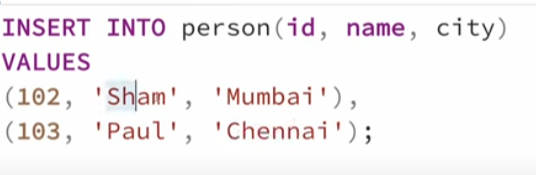 INSERT INTO person(id, name, city)
VALUES
(102, 'Sham', 'Mumbai'),
(103, 'Paul', 'Chennai');